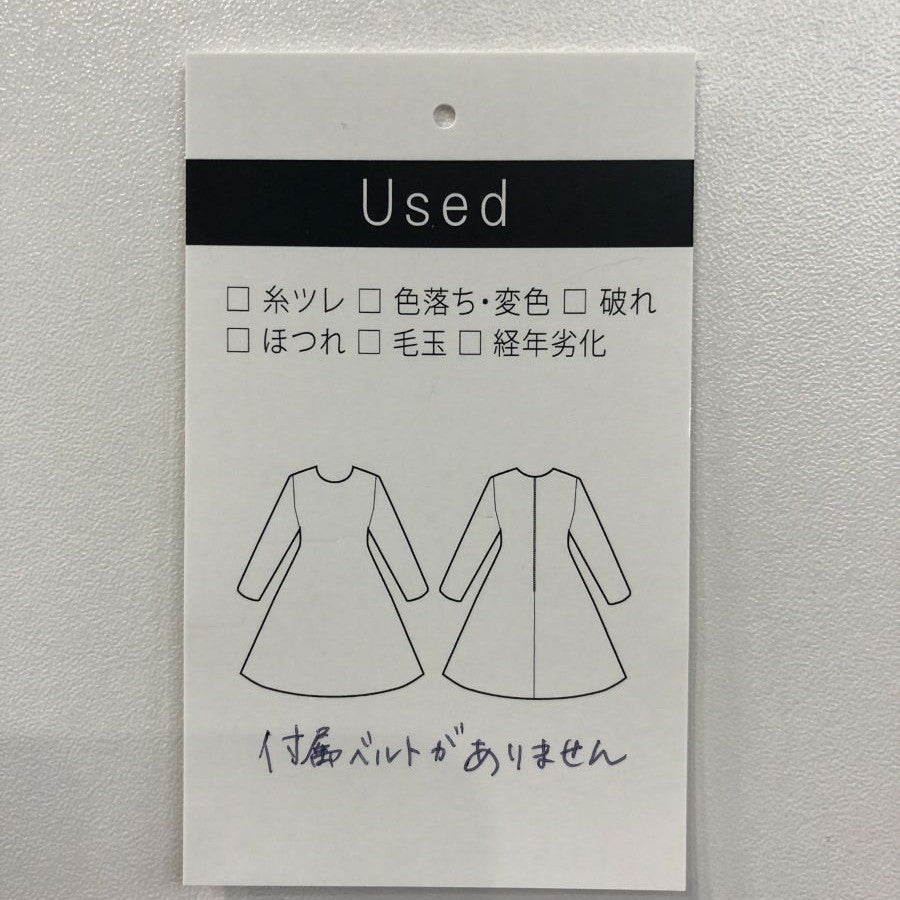 Used
□ 糸ツレ □ 色落ち・変色 □ 破れ
□ ほつれ □ 毛玉 □ 経年劣化
付属ベルトがありません